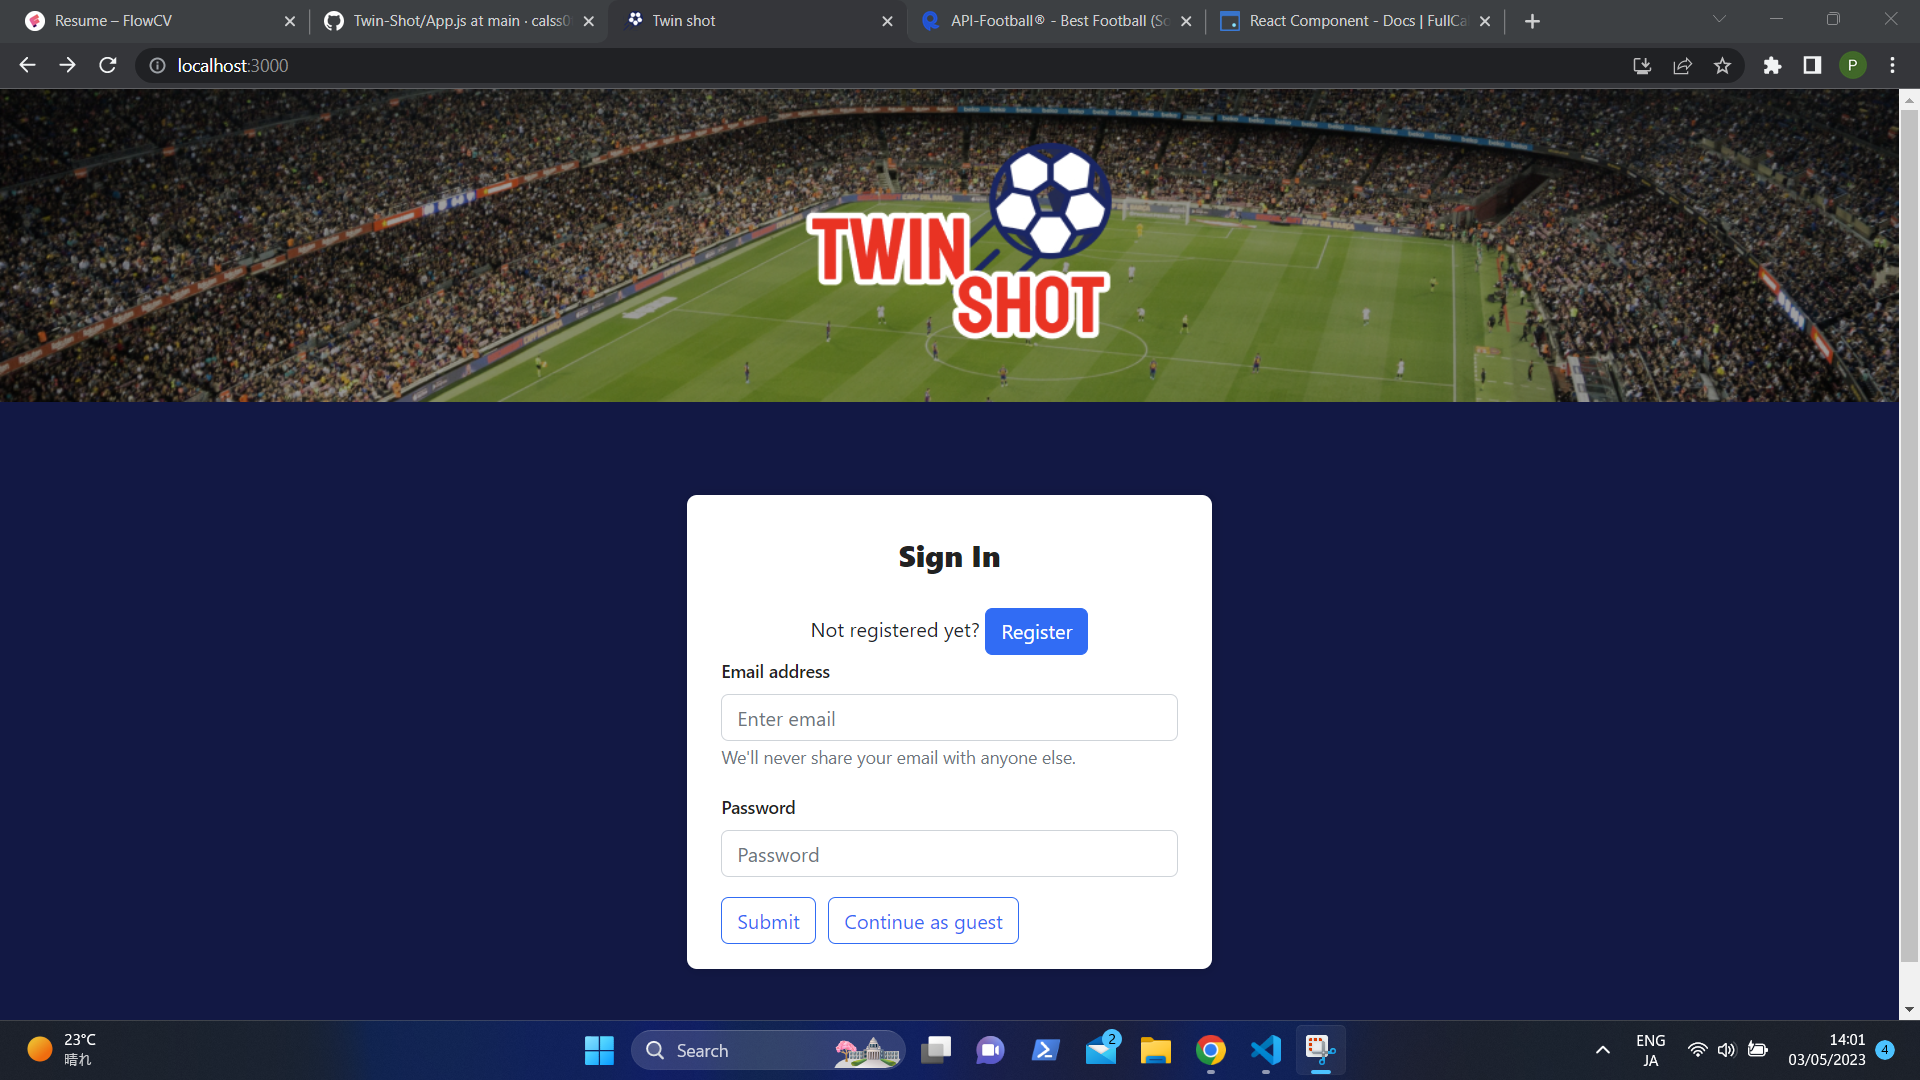 Resume – FlowCV
Twin-Shot/App.js at main · calss0
Twin shot
API-Football® - Best Football (So
React Component - Docs | FullCa
localhost:3000
P
TWIN
SHOT
Sign In
Not registered yet? Register
Email address
Enter email
We'll never share your email with anyone else.
Password
Password
Submit
Continue as guest
23°C
晴れ
Search
2
ENG
JA
14:01
03/05/2023
4